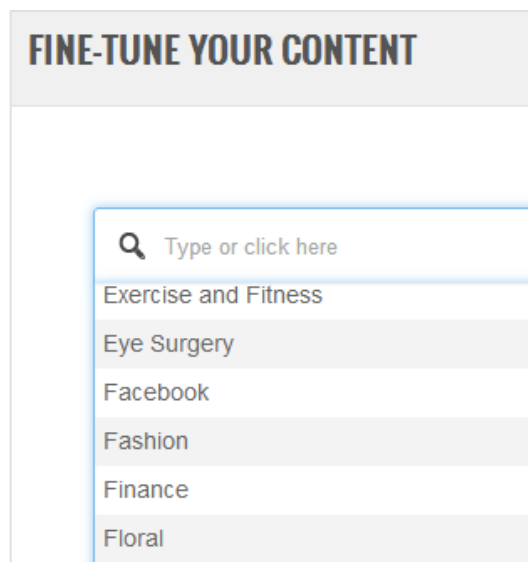 FINE-TUNE YOUR CONTENT
Type or click here
Exercise and Fitness
Eye Surgery
Facebook
Fashion
Finance
Floral